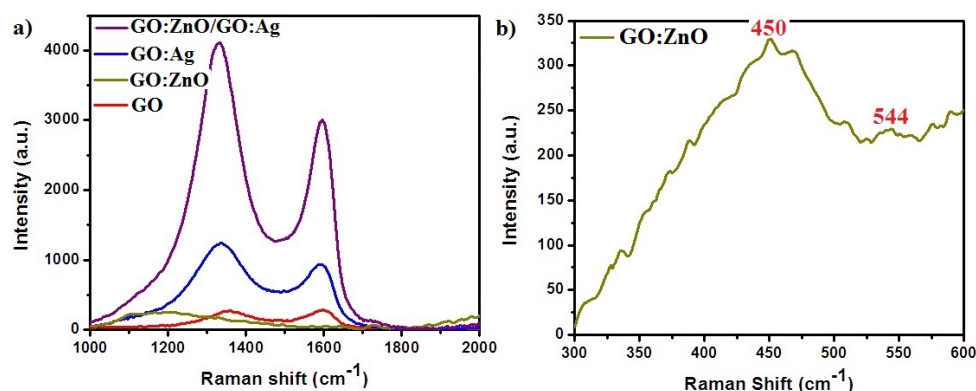 a)
GO:ZnO/GO:Ag
GO:Ag
GO:ZnO
GO
Intensity (a.u.)
4000
3000
2000
1000
0
1000 1200 1400 1600 1800 2000
Raman shift (cm-1)
b)
GO:ZnO
450
544
Intensity (a.u.)
350
300
250
200
150
100
50
0
300 350 400 450 500 550 600
Raman Shift (cm-1)